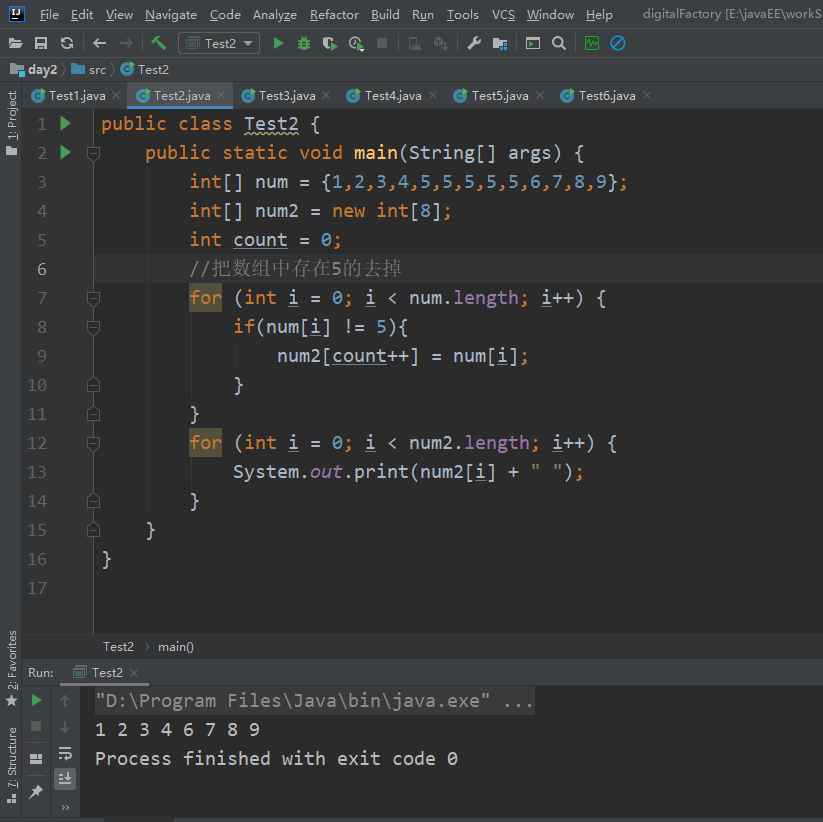 File Edit View Navigate Code Analyze Refactor Build Run Tools VCS Window Help digitalFactory [E:\javaEE\workS
Test2
day2 src Test2
Test1.java Test2.java Test3.java Test4.java Test5.java Test6.java
1: Project
1 public class Test2 {
2 public static void main(String[] args) {
3 int[] num = {1,2,3,4,5,5,5,5,5,6,7,8,9};
4 int[] num2 = new int[8];
5 int count = 0;
6 //把数组中存在5的去掉
7 for (int i = 0; i < num.length; i++) {
8 if(num[i] != 5){
9 num2[count++] = num[i];
10 }
11 }
12 for (int i = 0; i < num2.length; i++) {
13 System.out.print(num2[i] + " ");
14 }
15 }
16 }
17
Test2 main()
2: Favorites
7: Structure
Run: Test2
"D:\Program Files\Java\bin\java.exe" ...
1 2 3 4 6 7 8 9
Process finished with exit code 0